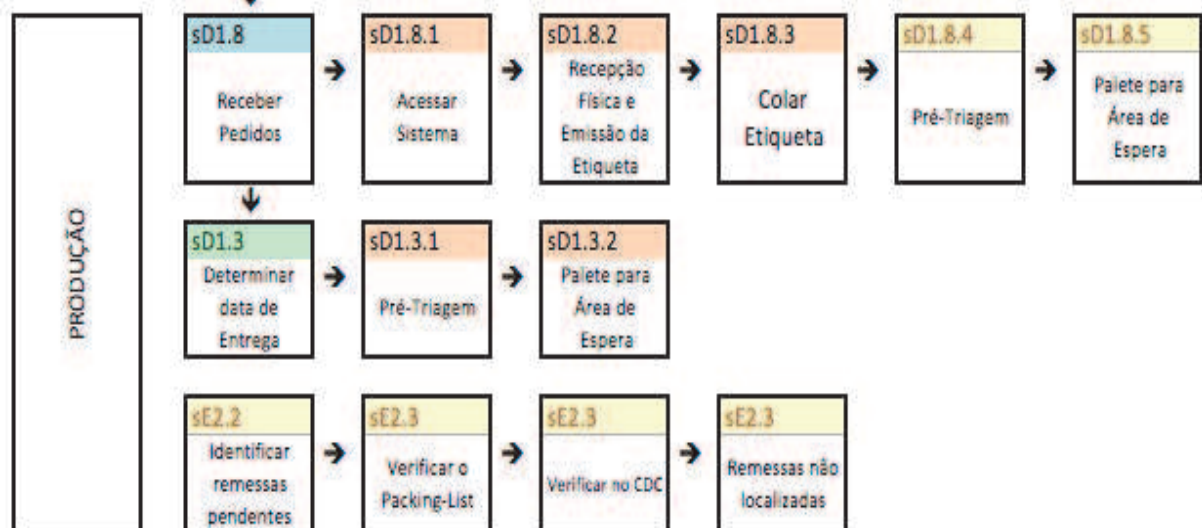 PRODUÇÃO
sD1.8
Receber
Pedidos
sD1.8.1
Acessar
Sistema
sD1.8.2
Recepção
Física e
Emissão da
Etiqueta
sD1.8.3
Colar
Etiqueta
sD1.8.4
Pré-Triagem
sD1.8.5
Palete para
Área de
Espera
sD1.3
Determinar
data de
Entrega
sD1.3.1
Pré-Triagem
sD1.3.2
Palete para
Área de
Espera
sE2.2
Identificar
remessas
pendentes
sE2.3
Verificar o
Packing-List
sE2.3
Verificar no CDC
sE2.3
Remessas não
localizadas